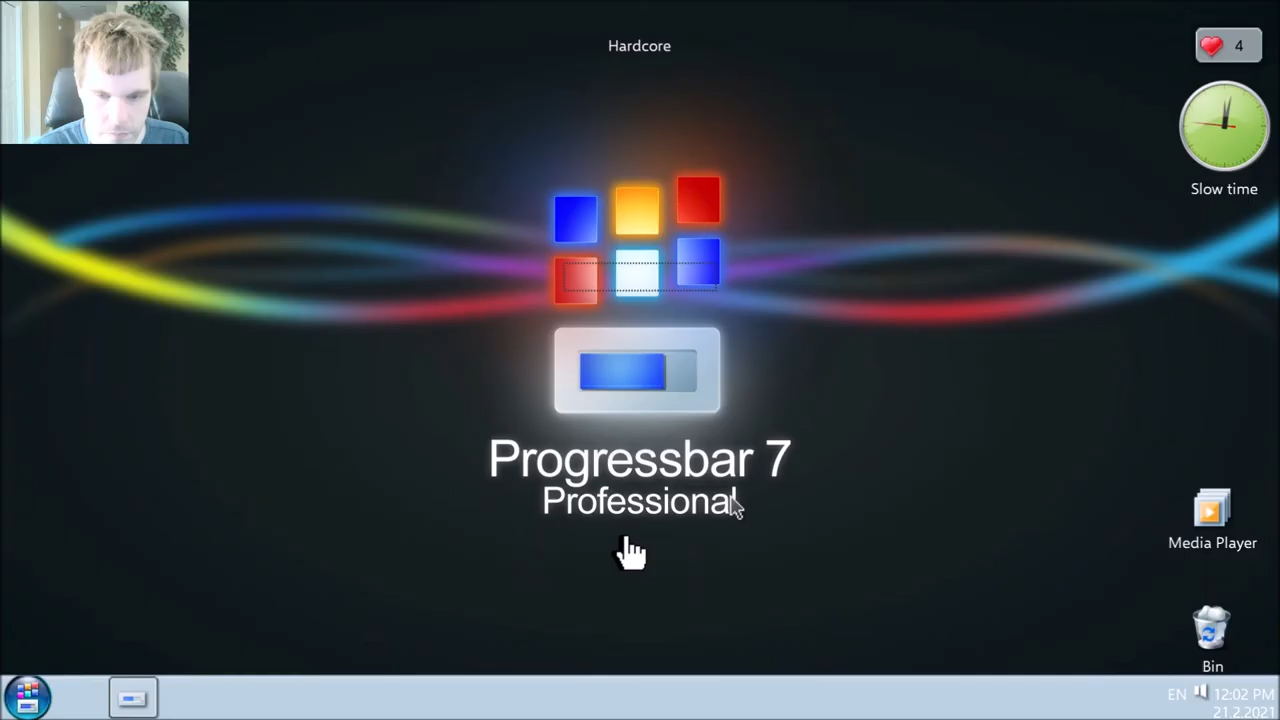 Hardcore
4
Slow time
Progressbar 7
Professional
Media Player
Bin
EN 12:02 PM
21.2.2021